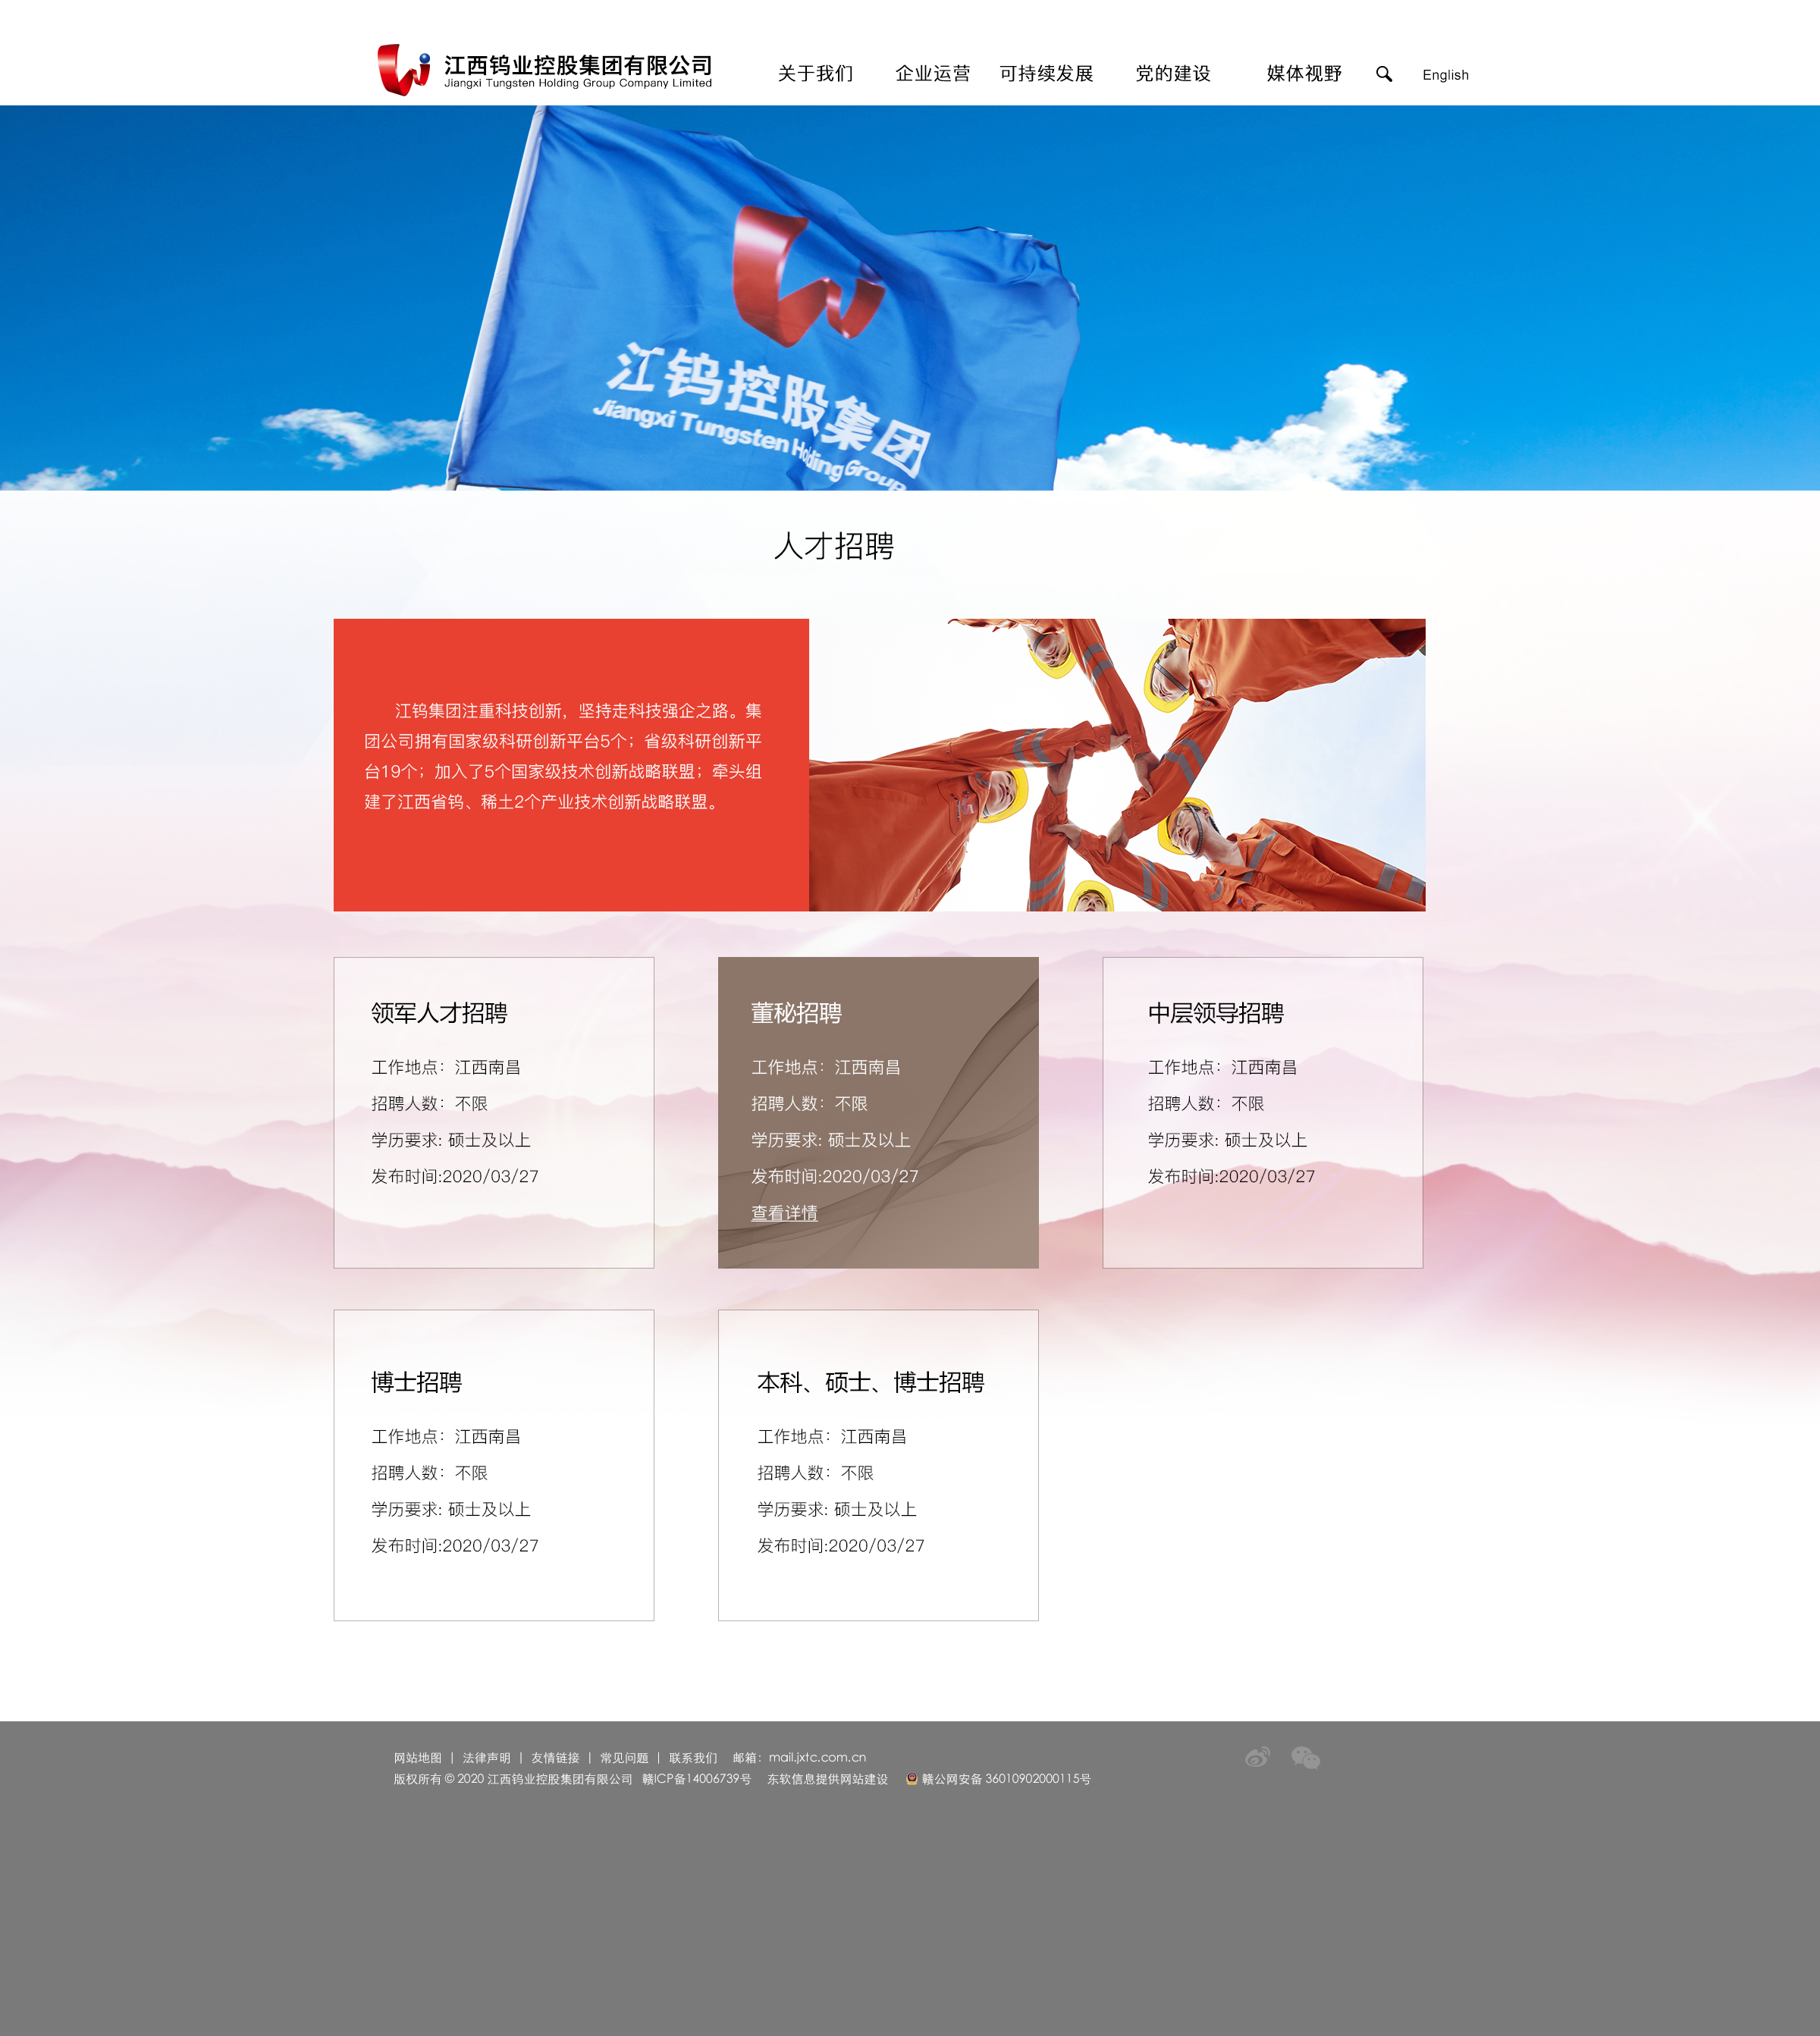 江西钨业控股集团有限公司
Jiangxi Tungsten Holding Group Company Limited
关于我们 企业运营 可持续发展 党的建设 媒体视野 English
江钨控股集团
Jiangxi Tungsten Holding Group
人才招聘
江钨集团注重科技创新，坚持走科技强企之路。集
团公司拥有国家级科研创新平台5个；省级科研创新平
台19个；加入了5个国家级技术创新战略联盟；牵头组
建了江西省钨、稀土2个产业技术创新战略联盟。
领军人才招聘
工作地点：江西南昌
招聘人数：不限
学历要求: 硕士及以上
发布时间:2020/03/27
董秘招聘
工作地点：江西南昌
招聘人数：不限
学历要求: 硕士及以上
发布时间:2020/03/27
查看详情
中层领导招聘
工作地点：江西南昌
招聘人数：不限
学历要求: 硕士及以上
发布时间:2020/03/27
博士招聘
工作地点：江西南昌
招聘人数：不限
学历要求: 硕士及以上
发布时间:2020/03/27
本科、硕士、博士招聘
工作地点：江西南昌
招聘人数：不限
学历要求: 硕士及以上
发布时间:2020/03/27
网站地图 | 法律声明 | 友情链接 | 常见问题 | 联系我们 邮箱：mail.jxtc.com.cn
版权所有 © 2020 江西钨业控股集团有限公司 赣ICP备14006739号 东软信息提供网站建设 赣公网安备 36010902000115号